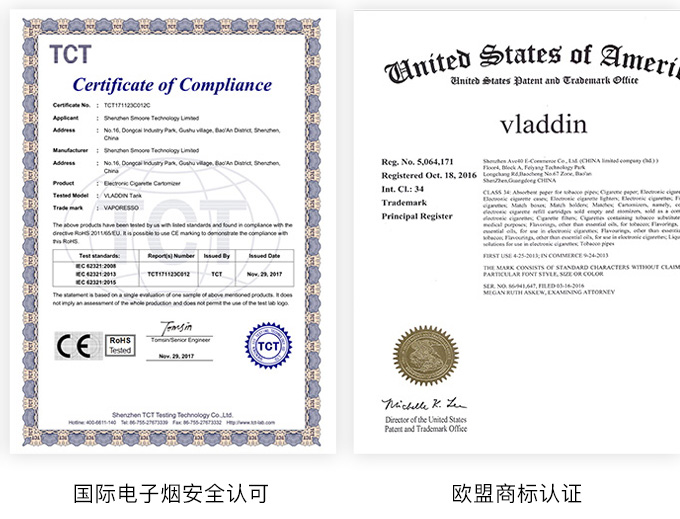 TCT
Certificate of Compliance
Certificate No. : TCT171123C012C
Applicant : Shenzhen Smoore Technology Limited
Address : No.16, Dongcai Industry Park, Gushu village, Bao'An District, Shenzhen,
China
Manufacturer : Shenzhen Smoore Technology Limited
Address : No.16, Dongcai Industry Park, Gushu village, Bao'An District, Shenzhen,
China
Product : Electronic Cigarette Cartomizer
Tested Model : VLADDIN Tank
Trade mark : VAPORESSO
The above products have been tested by us with listed standards and found in compliance with the
directive RoHS 2011/65/EU. It is possible to use CE marking to demonstrate the compliance with
this RoHS.
Test standards: Report(s) Number Issued By Issued Date
IEC 62321:2008
IEC 62321:2013 TCT171123C012 TCT Nov. 29, 2017
IEC 62321:2015
The statement is based on a single evaluation of one sample of above mentioned products. It does
not imply an assessment of the whole production and does not permit the use of the test lab logo.
CE RoHS
Tested
Tomsin
Tomsin/Senior Engineer
Nov. 29, 2017
TCT
Shenzhen TCT Testing Technology Co.,Ltd.
Hotline: 400-6611-140 Tel: 86-755-27673339 Fax: 86-755-27673332 Http://www.tct-lab.com
国际电子烟安全认可
United States of Ameri
United States Patent and Trademark Office
vladdin
Reg. No. 5,064,171
Registered Oct. 18, 2016
Int. Cl.: 34
Trademark
Principal Register
Shenzhen Ave40 E-Commerce Co., Ltd. (CHINA limited company (ltd.) )
Floor4, Block A, Feiyang Technology Park
Longchang Rd,Baocheng No.67 Zone, Bao'an
Shenzhen,Guangdong CHINA
CLASS 34: Absorbent paper for tobacco pipes; Cigarette paper; Electronic cigare
Electronic cigarette cases; Electronic cigarette lighters; Electronic cigarettes; F
cigarettes; Match boxes; Match holders; Matches; Cartomizers, namely, co
electronic cigarette refill cartridges sold empty and atomizers, sold as a com
electronic cigarettes; Cigarette filters; Cigarettes containing tobacco substitute
medical purposes; Flavorings, other than essential oils, for tobacco; Flavorings,
essential oils, for use in electronic cigarettes; Flavourings, other than essentia
tobacco; Flavorings, other than essential oils, for use in electronic cigarettes; Liqu
solutions for use in electronic cigarettes; Tobacco pipes
FIRST USE 4-25-2013; IN COMMERCE 9-24-2013
THE MARK CONSISTS OF STANDARD CHARACTERS WITHOUT CLAIM
PARTICULAR FONT STYLE, SIZE OR COLOR
SER. NO. 86-941,647, FILED 03-16-2016
MEGAN RUTH ASKEW, EXAMINING ATTORNEY
Michelle K. Lee
Director of the United States
Patent and Trademark Office
欧盟商标认证